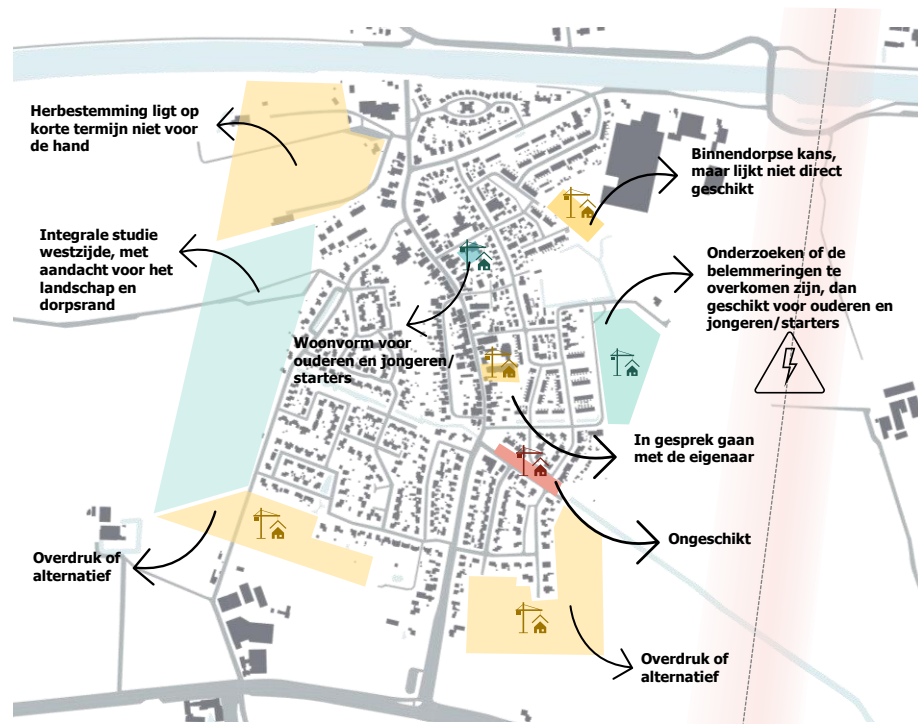 Herbestemming ligt op
korte termijn niet voor
de hand
Binnendorpse kans,
maar lijkt niet direct
geschikt
Integrale studie
westzijde, met
aandacht voor het
landschap en
dorpsrand
Onderzoeken of de
belemmeringen te
overkomen zijn, dan
geschikt voor ouderen en
jongeren/starters
Woonvorm voor
ouderen en jongeren/
starters
In gesprek gaan
met de eigenaar
Ongeschikt
Overdruk of
alternatief
Overdruk of
alternatief